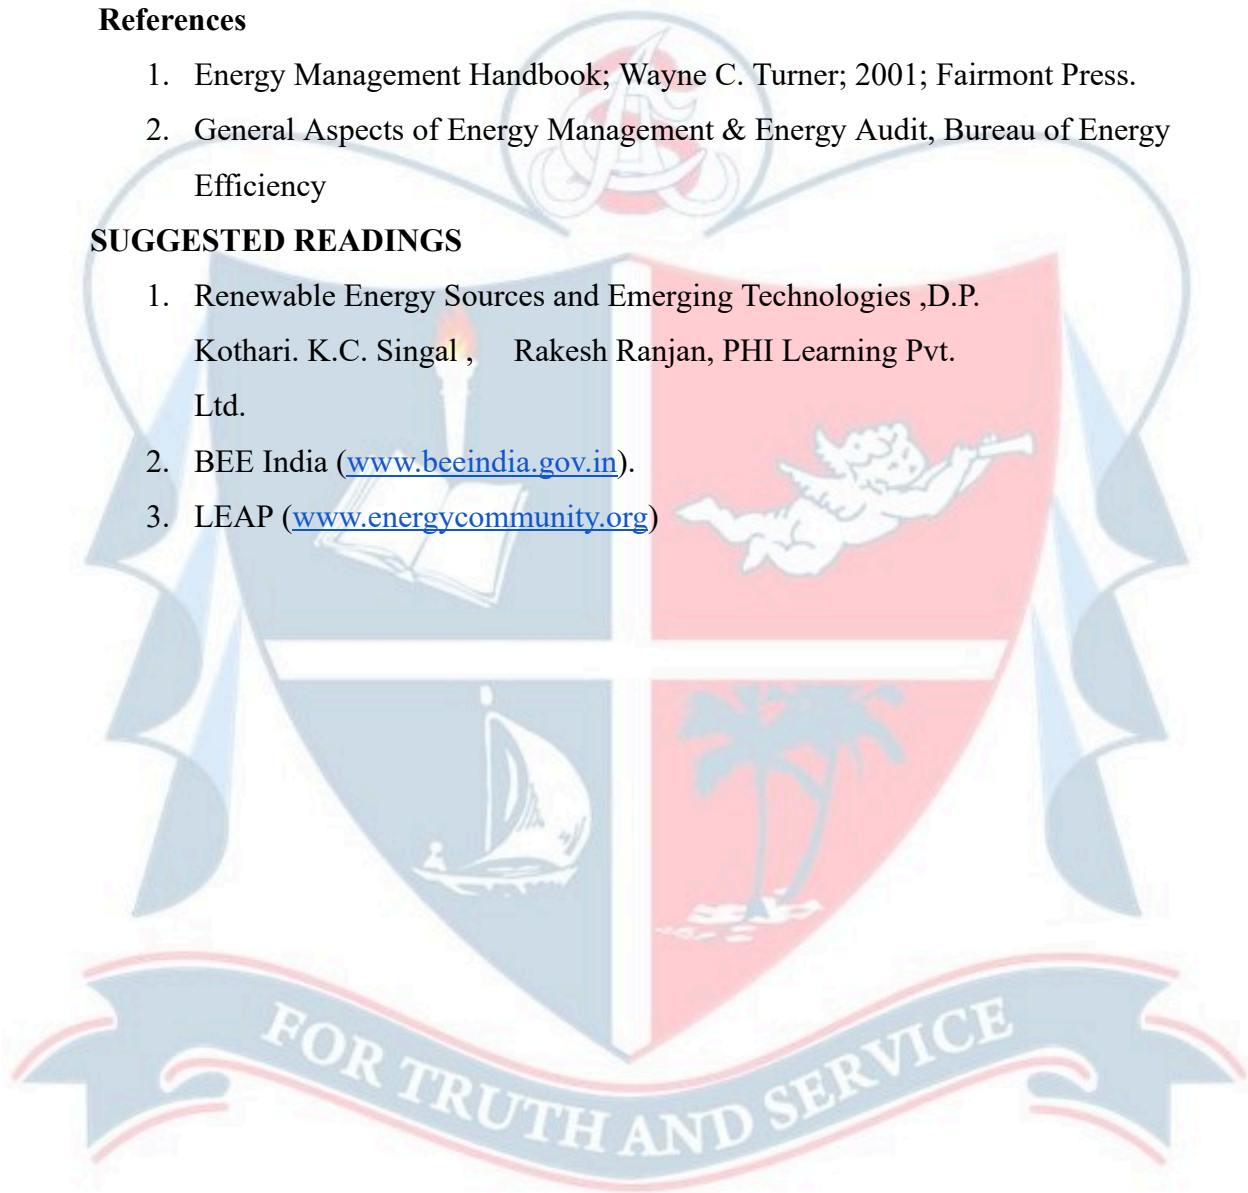 References
1. Energy Management Handbook; Wayne C. Turner; 2001; Fairmont Press.
2. General Aspects of Energy Management & Energy Audit, Bureau of Energy
Efficiency
SUGGESTED READINGS
1. Renewable Energy Sources and Emerging Technologies ,D.P.
Kothari. K.C. Singal , Rakesh Ranjan, PHI Learning Pvt.
Ltd.
2. BEE India (www.beeindia.gov.in).
3. LEAP (www.energycommunity.org)
FOR TRUTH AND SERVICE